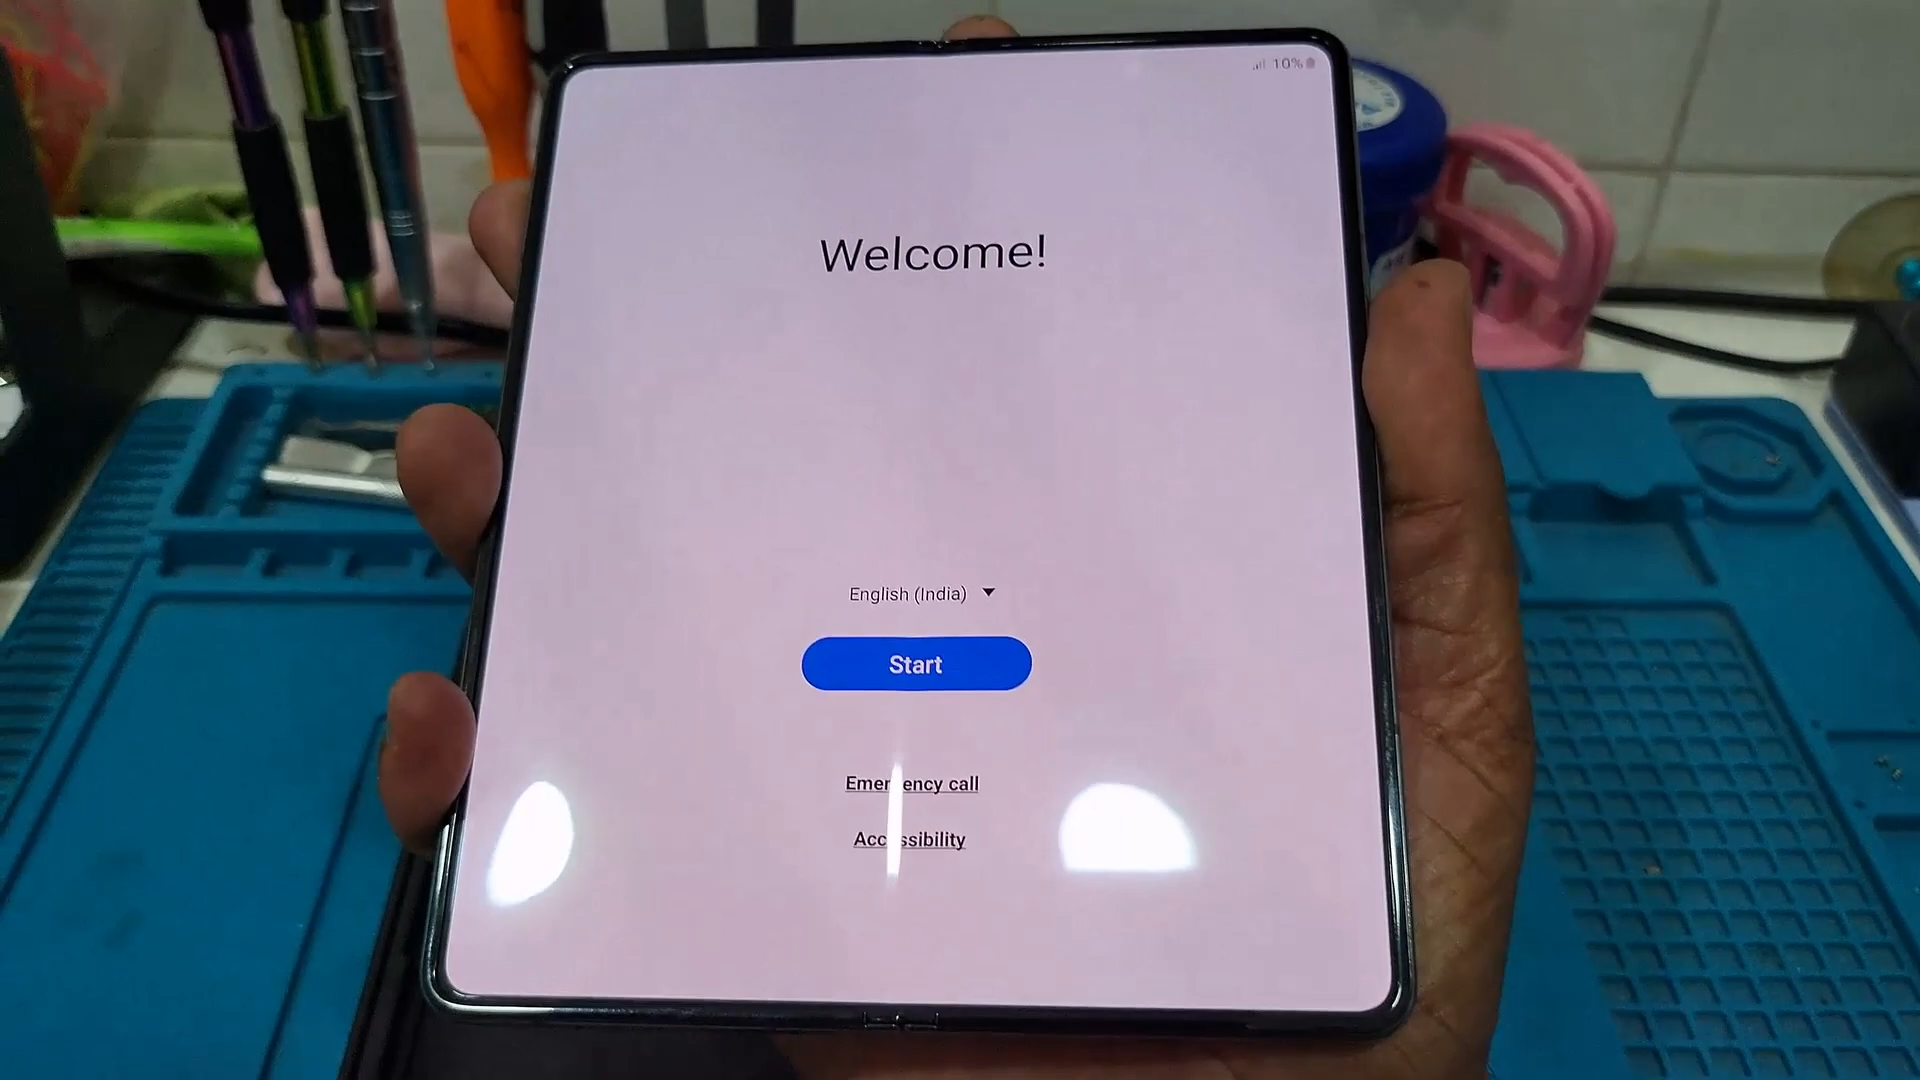 10%
Welcome!
English (India)
Start
Emergency call
Accessibility